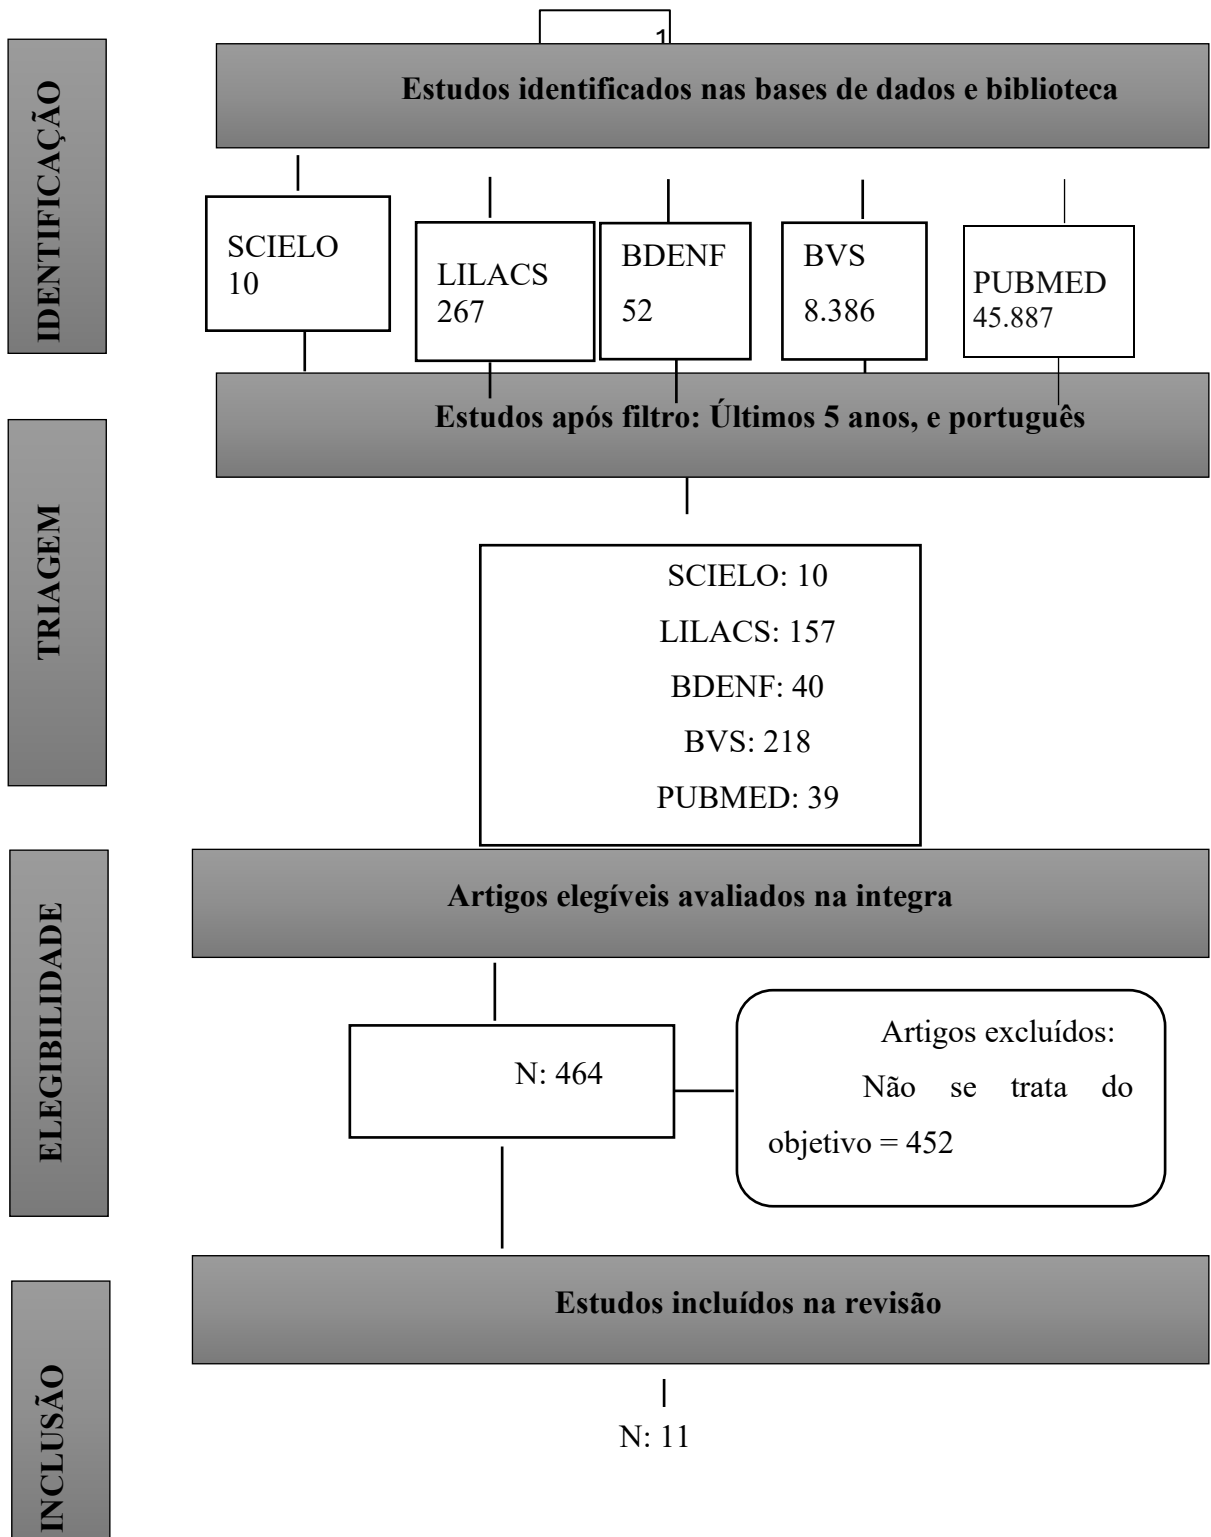 1
Estudos identificados nas bases de dados e biblioteca
IDENTIFICAÇÃO
SCIELO
10
LILACS
267
BDENF
52
BVS
8.386
PUBMED
45.887
Estudos após filtro: Últimos 5 anos, e português
TRIAGEM
SCIELO: 10
LILACS: 157
BDENF: 40
BVS: 218
PUBMED: 39
Artigos elegíveis avaliados na integra
ELEGIBILIDADE
N: 464
Artigos excluídos:
Não se trata do
objetivo = 452
Estudos incluídos na revisão
INCLUSÃO
N: 11